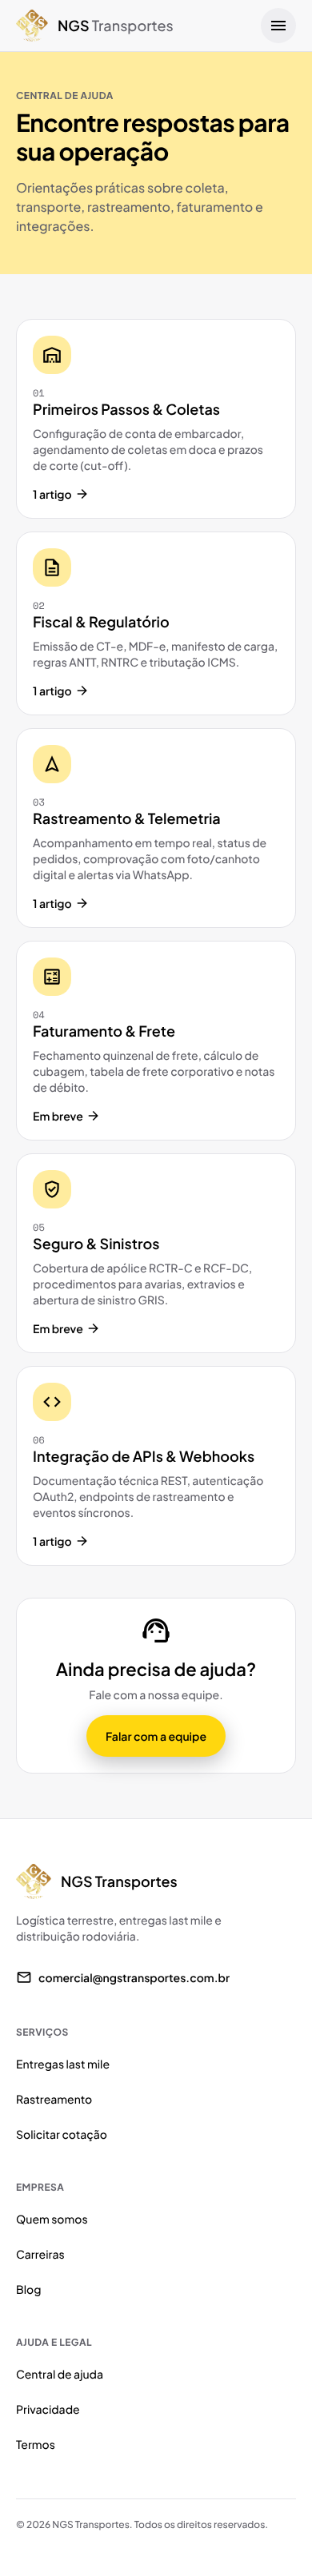 NGS Transportes
CENTRAL DE AJUDA
Encontre respostas para
sua operação
Orientações práticas sobre coleta,
transporte, rastreamento, faturamento e
integrações.
01
Primeiros Passos & Coletas
Configuração de conta de embarcador,
agendamento de coletas em doca e prazos
de corte (cut-off).
1 artigo →
02
Fiscal & Regulatório
Emissão de CT-e, MDF-e, manifesto de carga,
regras ANTT, RNTRC e tributação ICMS.
1 artigo →
03
Rastreamento & Telemetria
Acompanhamento em tempo real, status de
pedidos, comprovação com foto/canhoto
digital e alertas via WhatsApp.
1 artigo →
04
Faturamento & Frete
Fechamento quinzenal de frete, cálculo de
cubagem, tabela de frete corporativo e notas
de débito.
Em breve →
05
Seguro & Sinistros
Cobertura de apólice RCTR-C e RCF-DC,
procedimentos para avarias, extravios e
abertura de sinistro GRIS.
Em breve →
06
Integração de APIs & Webhooks
Documentação técnica REST, autenticação
OAuth2, endpoints de rastreamento e
eventos síncronos.
1 artigo →
Ainda precisa de ajuda?
Fale com a nossa equipe.
Falar com a equipe
NGS Transportes
Logística terrestre, entregas last mile e
distribuição rodoviária.
comercial@ngstransportes.com.br
SERVIÇOS
Entregas last mile
Rastreamento
Solicitar cotação
EMPRESA
Quem somos
Carreiras
Blog
AJUDA E LEGAL
Central de ajuda
Privacidade
Termos
© 2026 NGS Transportes. Todos os direitos reservados.